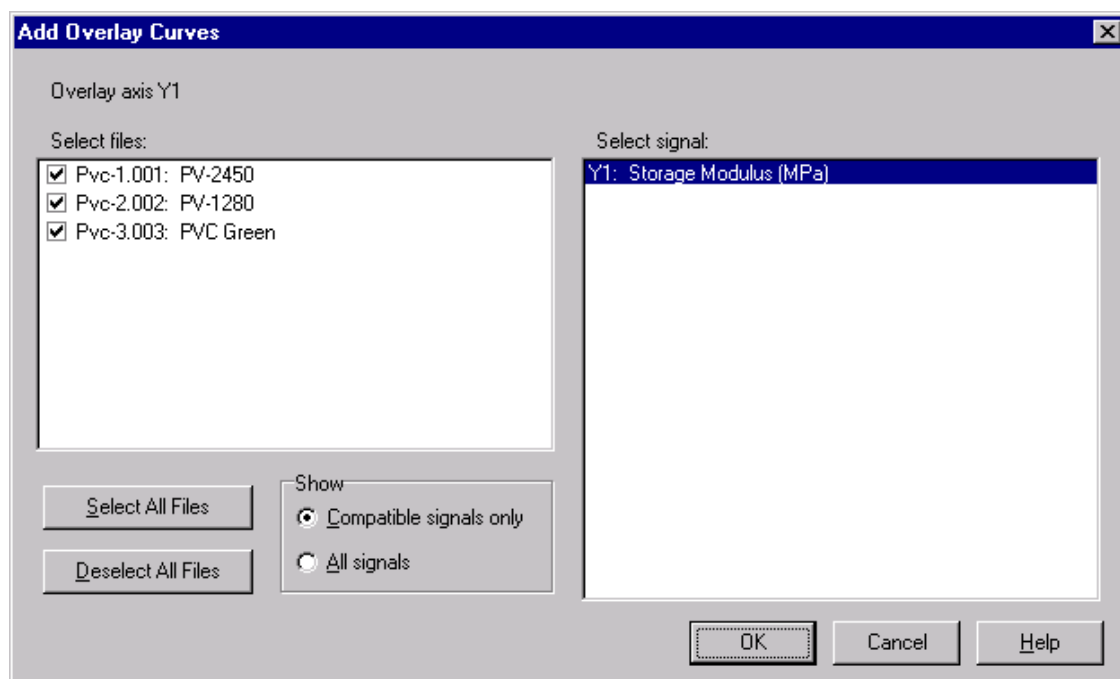 Add Overlay Curves
Overlay axis Y1
Select files:
Pvc-1.001: PV-2450
Pvc-2.002: PV-1280
Pvc-3.003: PVC Green
Select All Files
Deselect All Files
Show
Compatible signals only
All signals
Select signal:
Y1: Storage Modulus (MPa)
OK
Cancel
Help